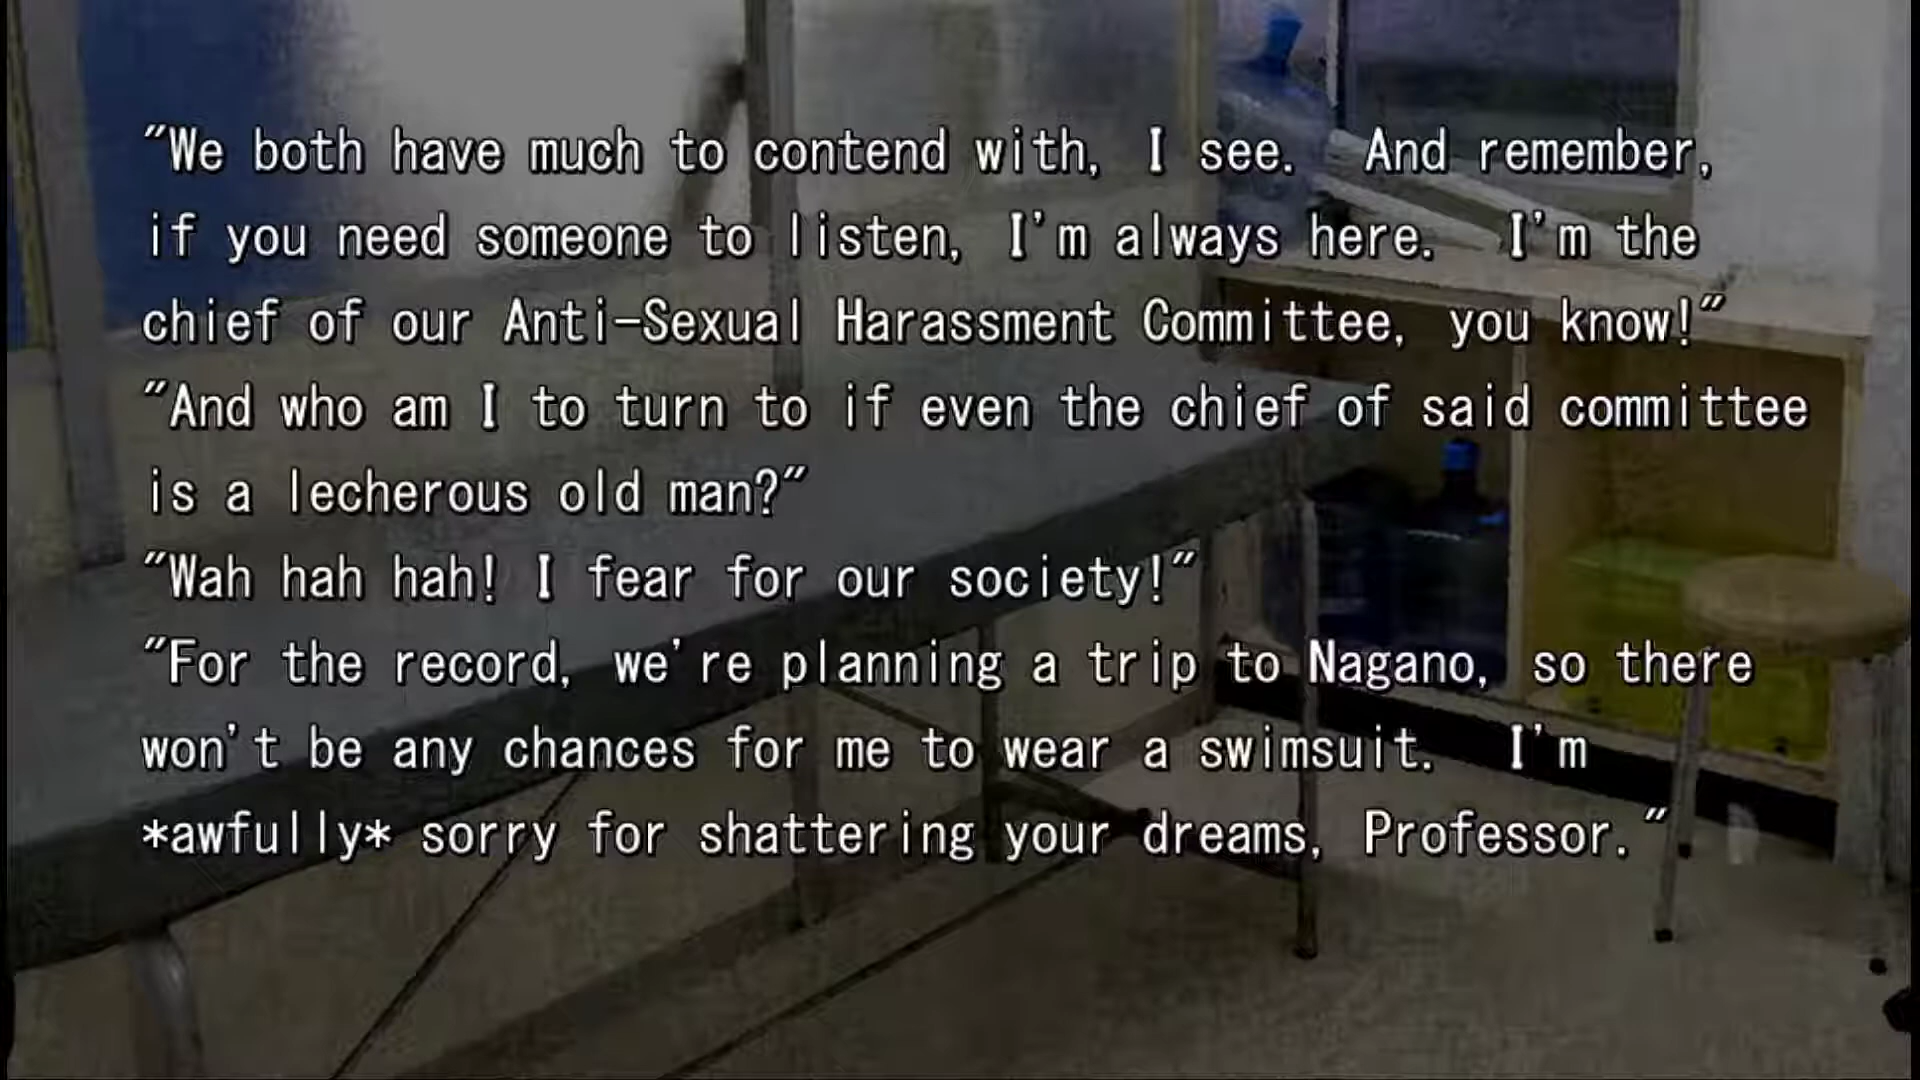 "We both have much to contend with, I see.  And remember,
if you need someone to listen, I'm always here.  I'm the
chief of our Anti-Sexual Harassment Committee, you know!"
"And who am I to turn to if even the chief of said committee
is a lecherous old man?"
"Wah hah hah! I fear for our society!"
"For the record, we're planning a trip to Nagano, so there
won't be any chances for me to wear a swimsuit.  I'm
*awfully* sorry for shattering your dreams, Professor."